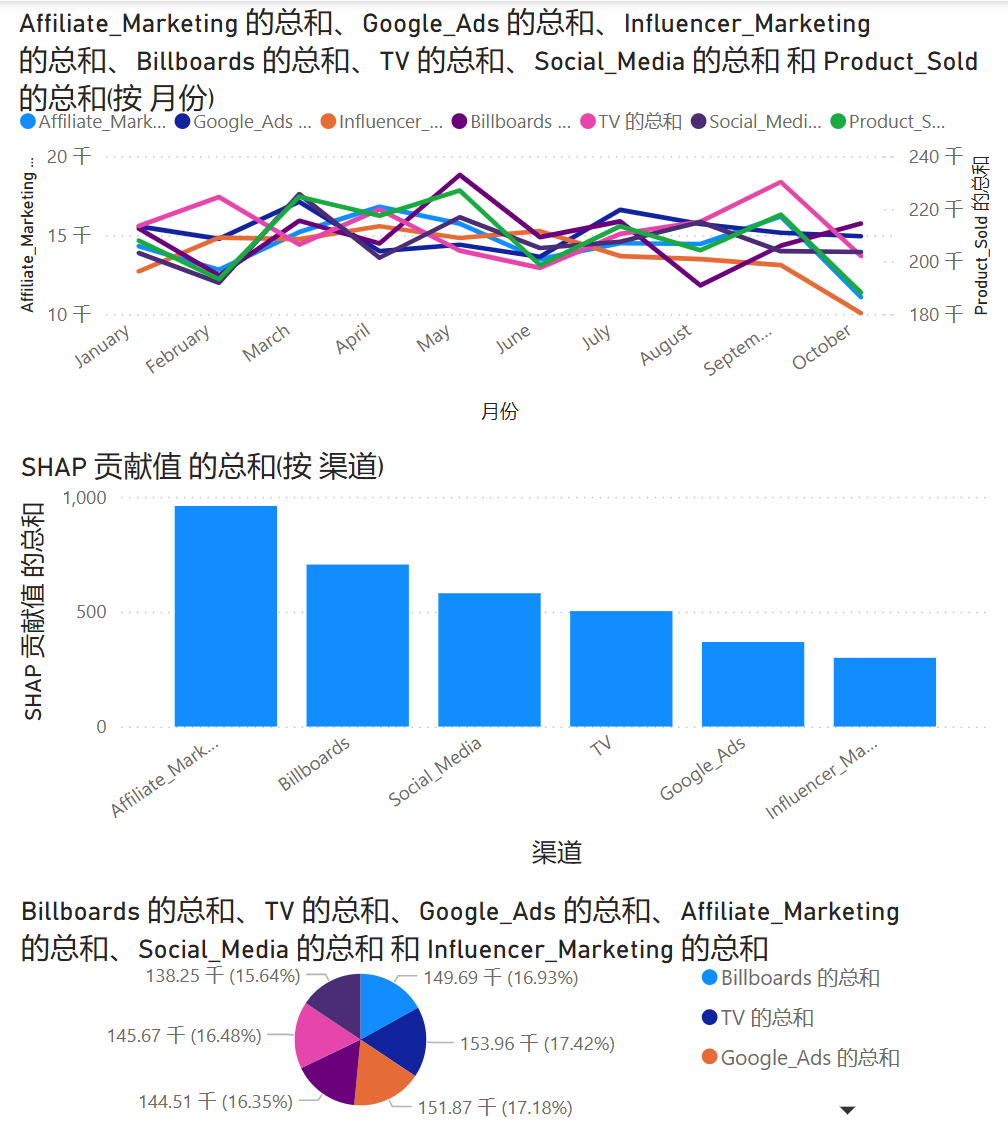 Affiliate_Marketing 的总和、Google_Ads 的总和、Influencer_Marketing
的总和、Billboards 的总和、TV 的总和、Social_Media 的总和 和 Product_Sold
的总和(按 月份)
Affiliate_Mark... Google_Ads ... Influencer_... Billboards ... TV 的总和 Social_Medi... Product_S...
Affiliate_Marketing ...
20 千
15 千
10 千
240 千
220 千
200 千
180 千
Product_Sold 的总和
January February March April May June July August Septem... October
月份
SHAP 贡献值 的总和(按 渠道)
SHAP 贡献值 的总和
1,000
500
0
Affiliate_Mark... Billboards Social_Media TV Google_Ads Influencer_Ma...
渠道
Billboards 的总和、TV 的总和、Google_Ads 的总和、Affiliate_Marketing
的总和、Social_Media 的总和 和 Influencer_Marketing 的总和
138.25 千 (15.64%) 149.69 千 (16.93%)
145.67 千 (16.48%) 153.96 千 (17.42%)
144.51 千 (16.35%) 151.87 千 (17.18%)
Billboards 的总和
TV 的总和
Google_Ads 的总和